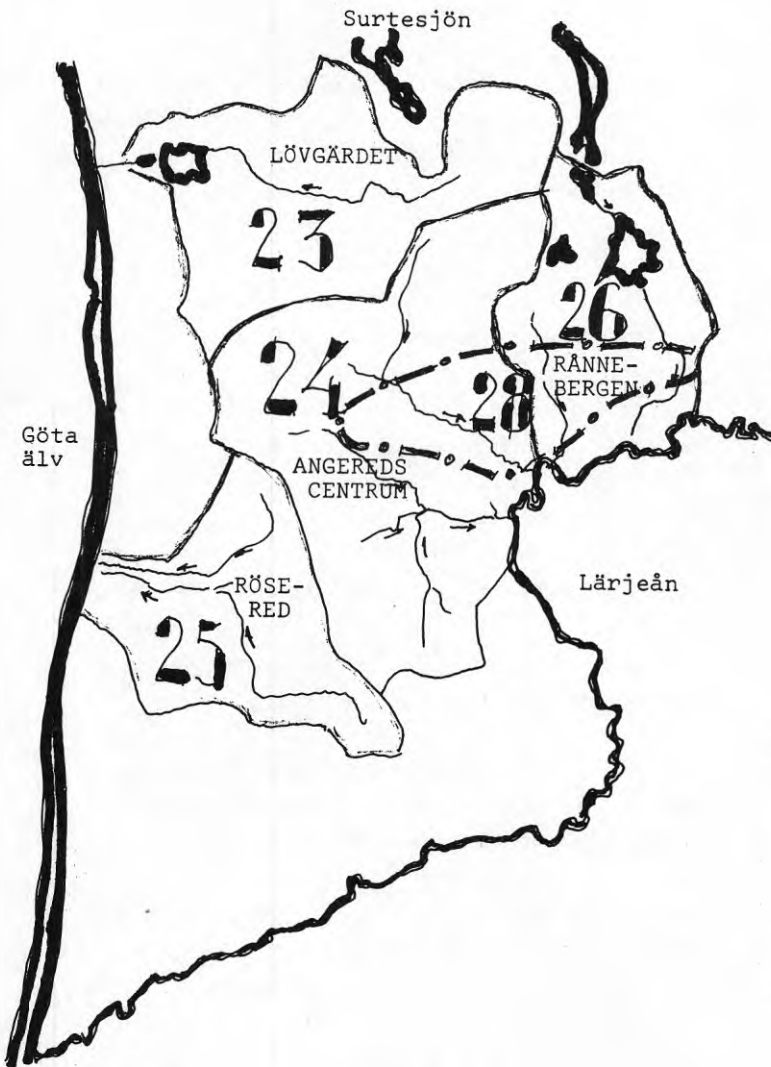 Surtesjön
LÖVGÄRDET
23
26
RÅNNE-
BERGEN
24
28
Göta
älv
ANGEREDS
CENTRUM
RÖSE-
RED
Lärjeån
25